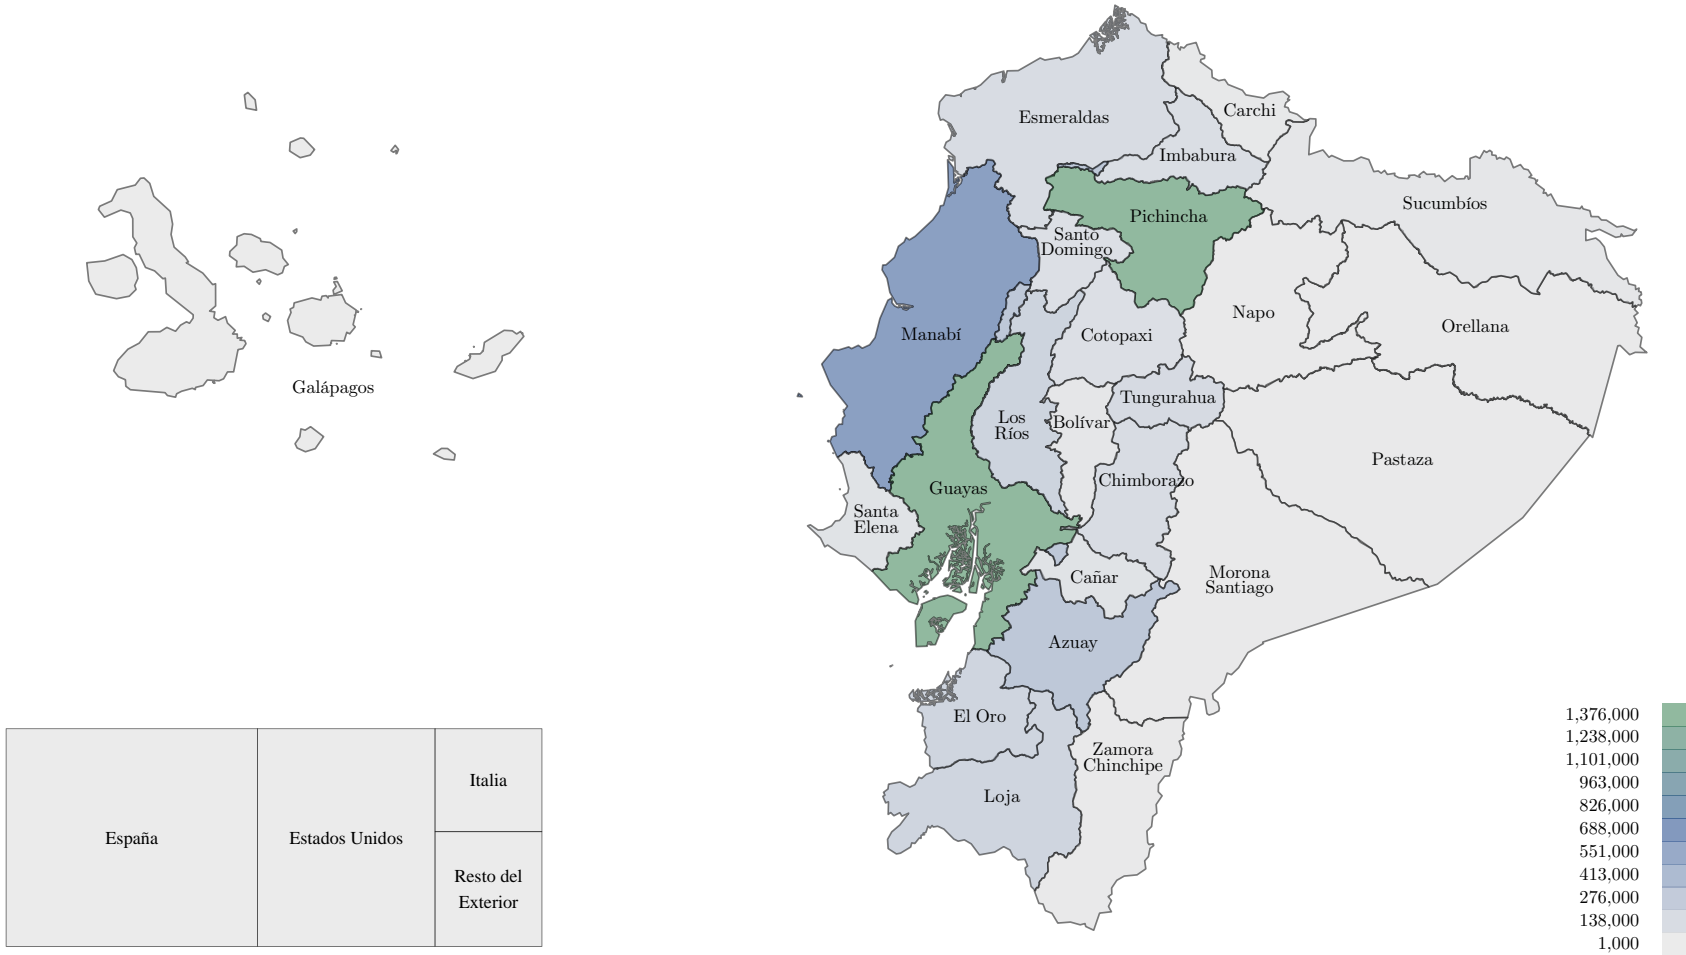 Carchi
Esmeraldas
Imbabura
Sucumbíos
Pichincha
Santo
Domingo
Napo
Orellana
Manabí
Cotopaxi
Galápagos
Tungurahua
Los
Ríos
Bolívar
Pastaza
Chimborazo
Guayas
Santa
Elena
Cañar
Morona
Santiago
Azuay
El Oro
Zamora
Chinchipe
Loja
España
Estados Unidos
Italia
Resto del
Exterior
1,376,000
1,238,000
1,101,000
963,000
826,000
688,000
551,000
413,000
276,000
138,000
1,000